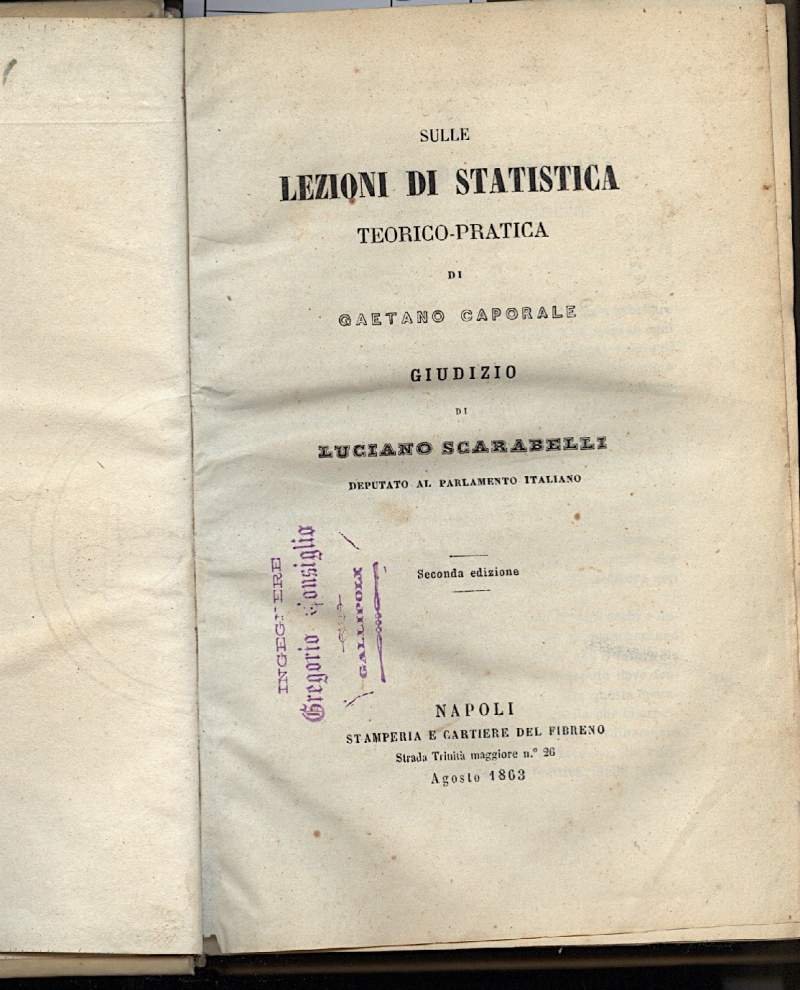 SULLE
LEZIONI DI STATISTICA
TEORICO-PRATICA
DI
GAETANO CAPORALE
GIUDIZIO
DI
LUCIANO SCARABELLI
DEPUTATO AL PARLAMENTO ITALIANO
Seconda edizione
INGEGNERE
Gregorio Consiglio
GALLIPOLI
NAPOLI
STAMPERIA E CARTIERE DEL FIBRENO
Strada Trinità maggiore n.° 26
Agosto 1863